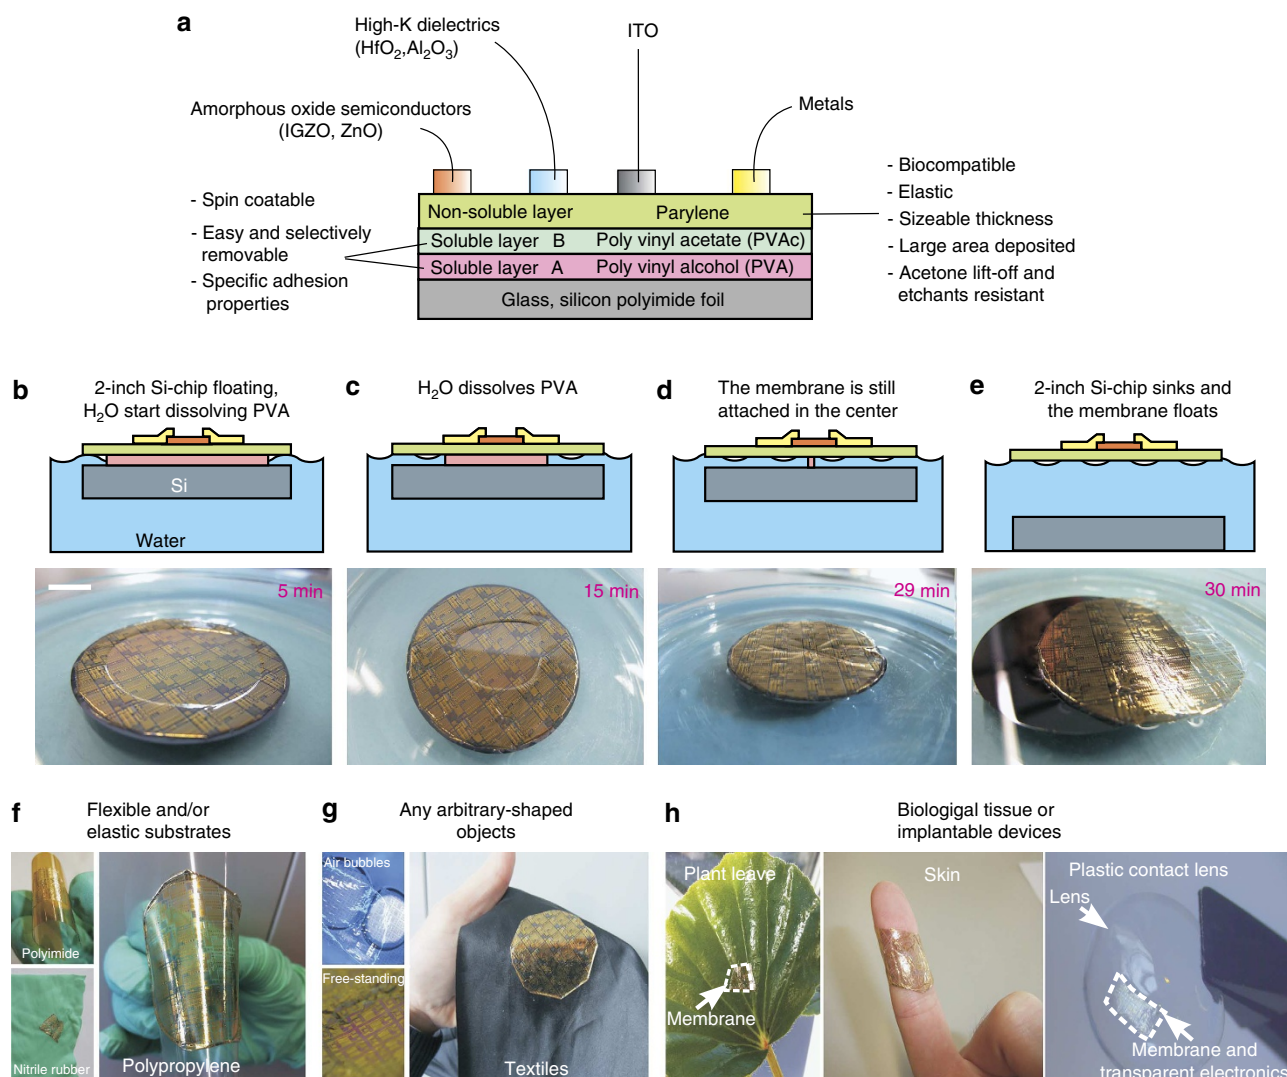 a
High-K dielectrics
(HfO2,Al2O3)
ITO
Amorphous oxide semiconductors
(IGZO, ZnO)
Metals
- Spin coatable
- Easy and selectively
removable
- Specific adhesion
properties
Non-soluble layer Parylene
Soluble layer B Poly vinyl acetate (PVAc)
Soluble layer A Poly vinyl alcohol (PVA)
Glass, silicon polyimide foil
- Biocompatible
- Elastic
- Sizeable thickness
- Large area deposited
- Acetone lift-off and
etchants resistant
b
2-inch Si-chip floating,
H2O start dissolving PVA
Si
Water
5 min
c
H2O dissolves PVA
15 min
d
The membrane is still
attached in the center
29 min
e
2-inch Si-chip sinks and
the membrane floats
30 min
f
Flexible and/or
elastic substrates
Polyimide
Nitrile rubber
Polypropylene
g
Any arbitrary-shaped
objects
Air bubbles
Free-standing
Textiles
h
Biologigal tissue or
implantable devices
Plant leave
Membrane
Skin
Plastic contact lens
Lens
Membrane and
transparent electronics